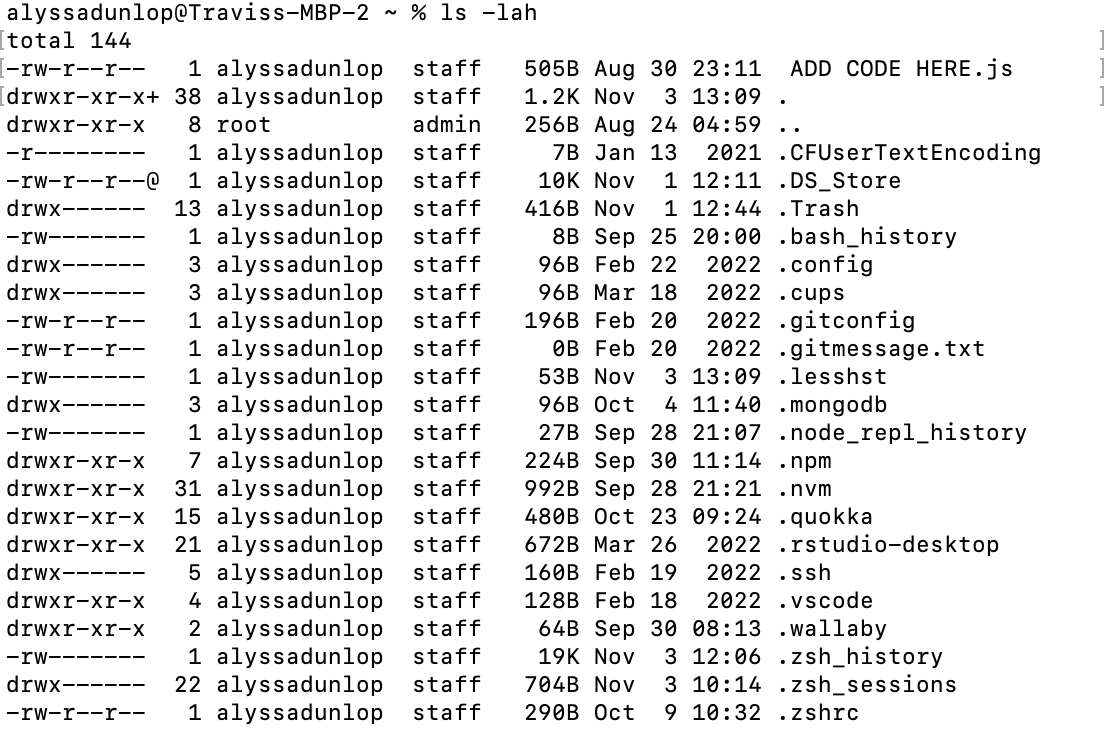 alyssadunlop@Traviss-MBP-2 ~ % ls -lah
total 144
-rw-r--r--   1 alyssadunlop  staff   505B Aug 30 23:11  ADD CODE HERE.js
drwxr-xr-x+ 38 alyssadunlop  staff   1.2K Nov  3 13:09 .
drwxr-xr-x   8 root          admin   256B Aug 24 04:59 ..
-r--------   1 alyssadunlop  staff     7B Jan 13  2021 .CFUserTextEncoding
-rw-r--r--@  1 alyssadunlop  staff    10K Nov  1 12:11 .DS_Store
drwx------  13 alyssadunlop  staff   416B Nov  1 12:44 .Trash
-rw-------   1 alyssadunlop  staff     8B Sep 25 20:00 .bash_history
drwx------   3 alyssadunlop  staff    96B Feb 22  2022 .config
drwx------   3 alyssadunlop  staff    96B Mar 18  2022 .cups
-rw-r--r--   1 alyssadunlop  staff   196B Feb 20  2022 .gitconfig
-rw-r--r--   1 alyssadunlop  staff     0B Feb 20  2022 .gitmessage.txt
-rw-------   1 alyssadunlop  staff    53B Nov  3 13:09 .lesshst
drwx------   3 alyssadunlop  staff    96B Oct  4 11:40 .mongodb
-rw-------   1 alyssadunlop  staff    27B Sep 28 21:07 .node_repl_history
drwxr-xr-x   7 alyssadunlop  staff   224B Sep 30 11:14 .npm
drwxr-xr-x  31 alyssadunlop  staff   992B Sep 28 21:21 .nvm
drwxr-xr-x  15 alyssadunlop  staff   480B Oct 23 09:24 .quokka
drwxr-xr-x  21 alyssadunlop  staff   672B Mar 26  2022 .rstudio-desktop
drwx------   5 alyssadunlop  staff   160B Feb 19  2022 .ssh
drwxr-xr-x   4 alyssadunlop  staff   128B Feb 18  2022 .vscode
drwxr-xr-x   2 alyssadunlop  staff    64B Sep 30 08:13 .wallaby
-rw-------   1 alyssadunlop  staff    19K Nov  3 12:06 .zsh_history
drwx------  22 alyssadunlop  staff   704B Nov  3 10:14 .zsh_sessions
-rw-r--r--   1 alyssadunlop  staff   290B Oct  9 10:32 .zshrc